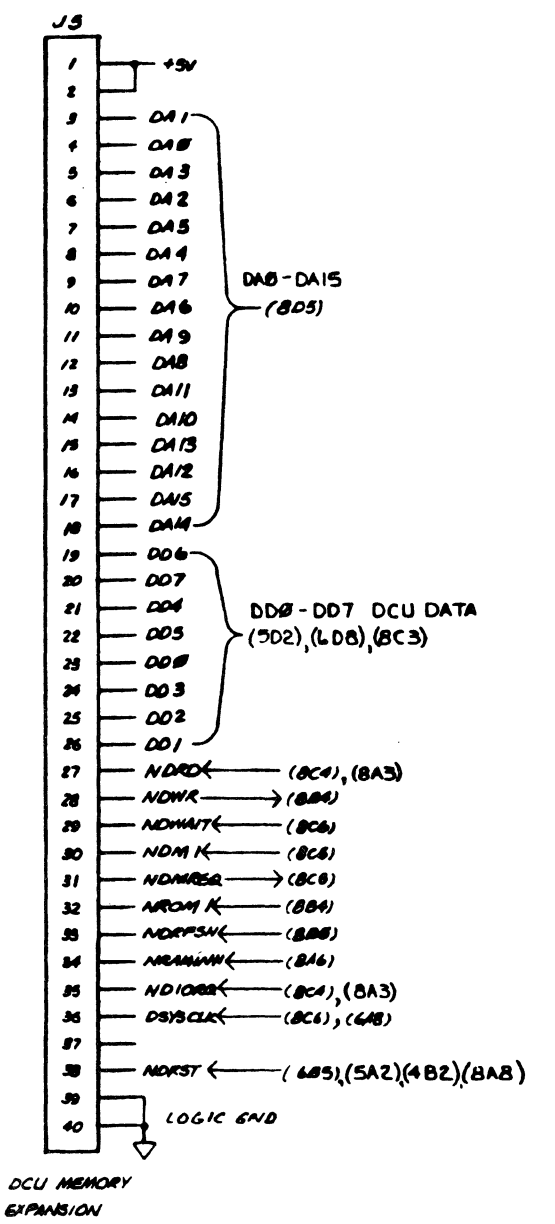 J5
1 +5V
2
3 DA1
4 DAØ
5 DA3
6 DA2
7 DA5
8 DA4
9 DA7
DAØ-DA15
10 DA6
(8D5)
11 DA9
12 DA8
13 DA11
14 DA10
15 DA13
16 DA12
17 DA15
18 DA14
19 DD6
20 DD7
21 DD4
DDØ-DD7 DCU DATA
22 DD5
(5D2),(6D8),(8C3)
23 DDØ
24 DD3
25 DD2
26 DD1
27 NDRD (8C4),(8A3)
28 NDWR
29 NDWAIT (8C6)
30 NDM1 (8C6)
31 NDMREQ (8C6)
32 NROM1 (8B4)
33 NDRFSH
34 NRAMINH (8A6)
35 NDIORQ (8C4),(8A3)
36 DSYSCLK (8C6),(6A8)
37
38 NDRST (6B5),(5A2),(4B2),(8A8)
39
LOGIC GND
40
DCU MEMORY
EXPANSION